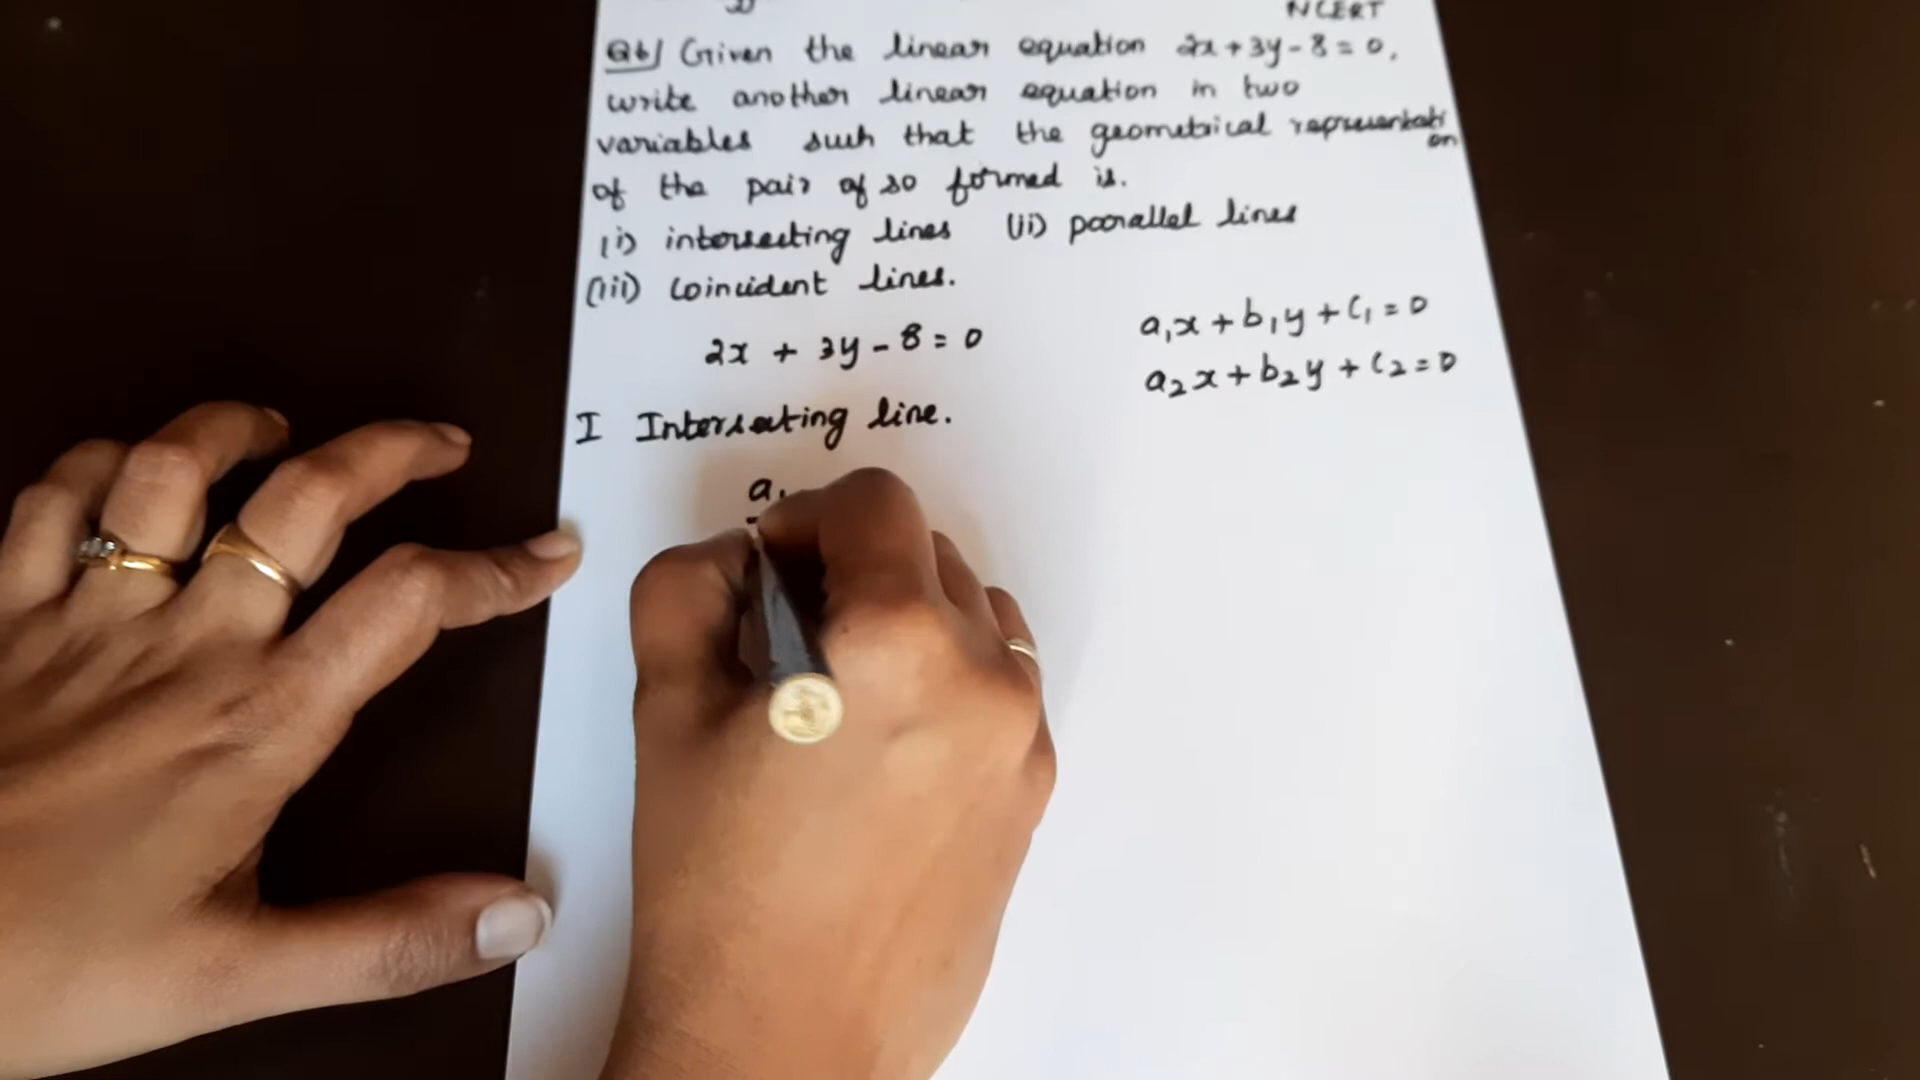 NCERT
Q6/ Given the linear equation 2x + 3y - 8 = 0,
write another linear equation in two
variables such that the geometrical representation
of the pair of so formed is.
(i) intersecting lines (ii) parallel lines
(iii) coincident lines.
2x + 3y - 8 = 0
a₁x + b₁y + C₁ = 0
a₂x + b₂y + C₂ = 0
I Intersecting line.
a₁